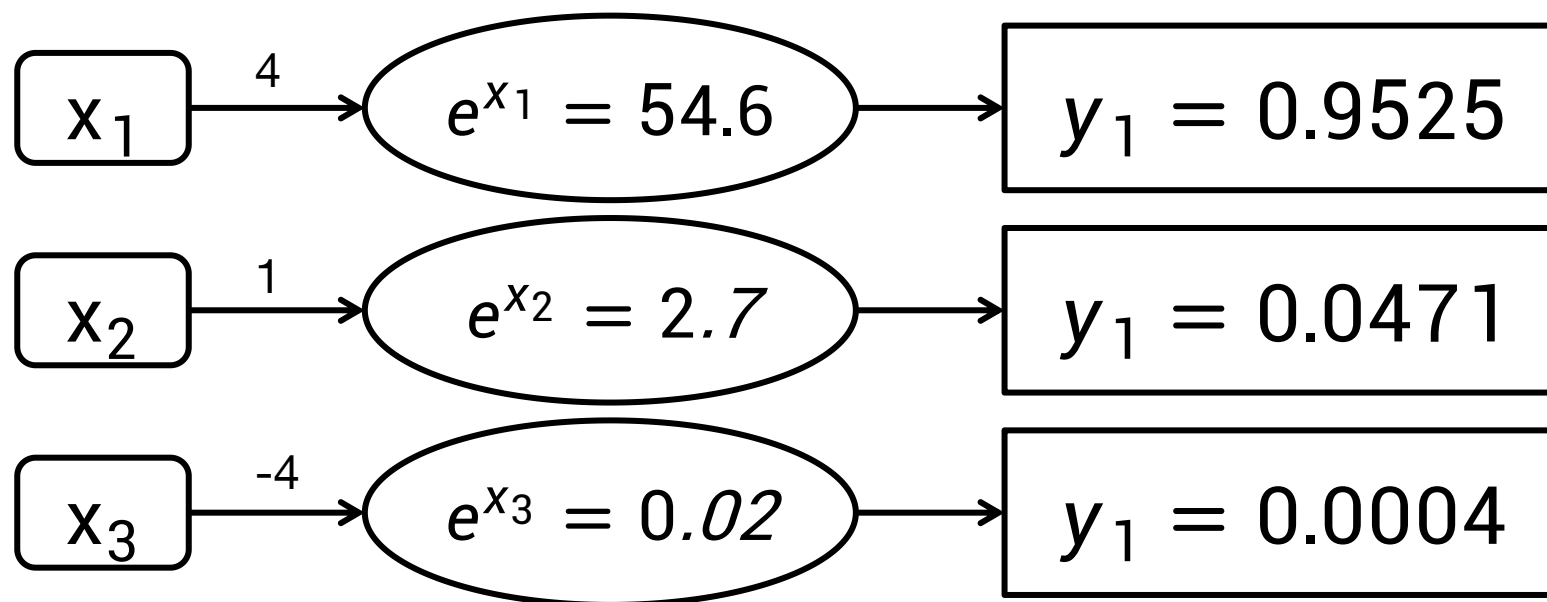 x₁ 4 e^{x₁} = 54.6 y₁ = 0.9525
x₂ 1 e^{x₂} = 2.7 y₁ = 0.0471
x₃ -4 e^{x₃} = 0.02 y₁ = 0.0004